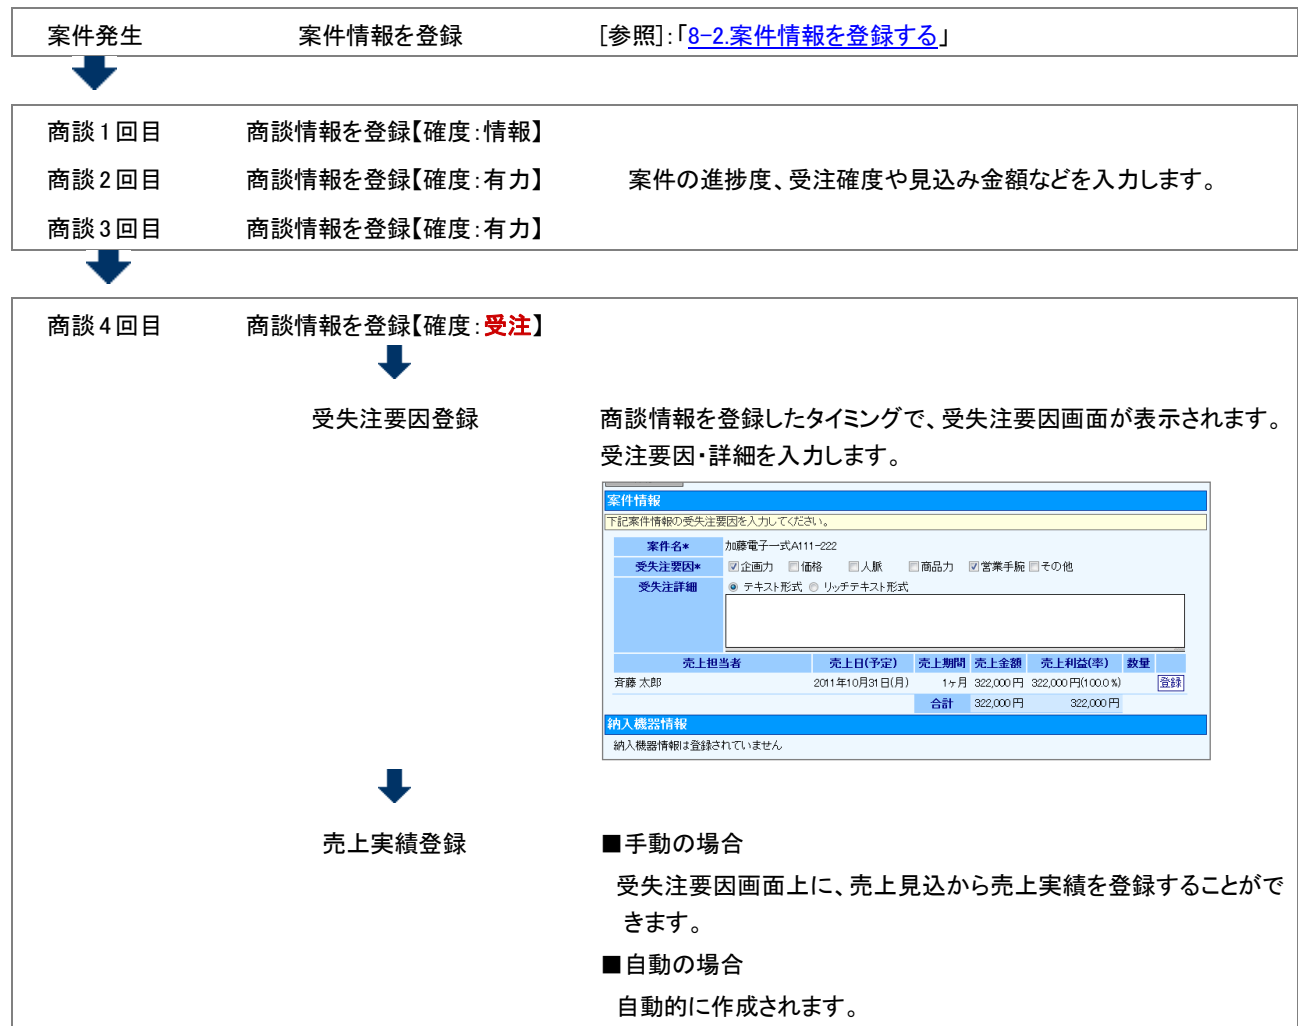 案件発生 案件情報を登録 [参照]:「8-2.案件情報を登録する」
商談1回目 商談情報を登録【確度:情報】
商談2回目 商談情報を登録【確度:有力】 案件の進捗度、受注確度や見込み金額などを入力します。
商談3回目 商談情報を登録【確度:有力】
商談4回目 商談情報を登録【確度:受注】
受失注要因登録 商談情報を登録したタイミングで、受失注要因画面が表示されます。
受注要因・詳細を入力します。
案件情報
下記案件情報の受失注要因を入力してください。
案件名* 加藤電子一式A111-222
受失注要因* 企画力 価格 人脈 商品力 営業手腕 その他
受失注詳細 テキスト形式 リッチテキスト形式
売上担当者 売上日(予定) 売上期間 売上金額 売上利益(率) 数量
斉藤 太郎 2011年10月31日(月) 1ヶ月 322,000円 322,000円(100.0%) 登録
合計 322,000円 322,000円
納入機器情報
納入機器情報は登録されていません
売上実績登録 ■手動の場合
受失注要因画面上に、売上見込から売上実績を登録することがで
きます。
■自動の場合
自動的に作成されます。